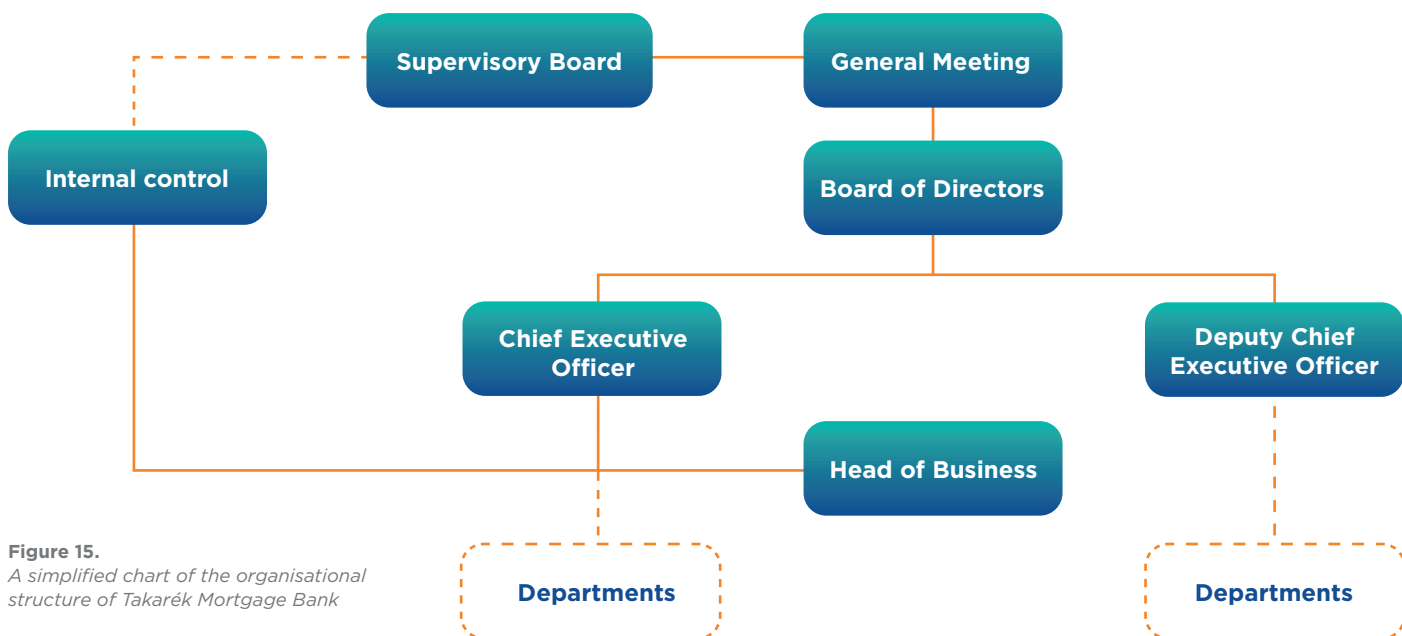 Supervisory Board
General Meeting
Internal control
Board of Directors
Chief Executive
Officer
Deputy Chief
Executive Officer
Head of Business
Figure 15.
A simplified chart of the organisational
structure of Takarék Mortgage Bank
Departments
Departments